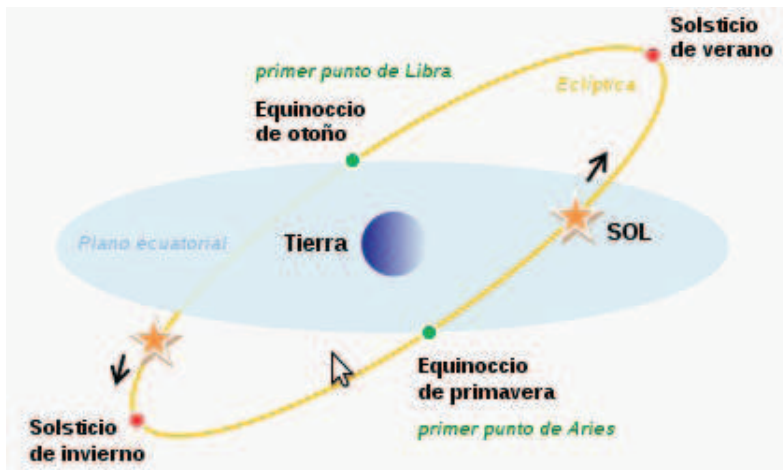 Solsticio
de verano
primer punto de Libra
Eclíptica
Equinoccio
de otoño
Plano ecuatorial
Tierra
SOL
Equinoccio
de primavera
primer punto de Aries
Solsticio
de invierno